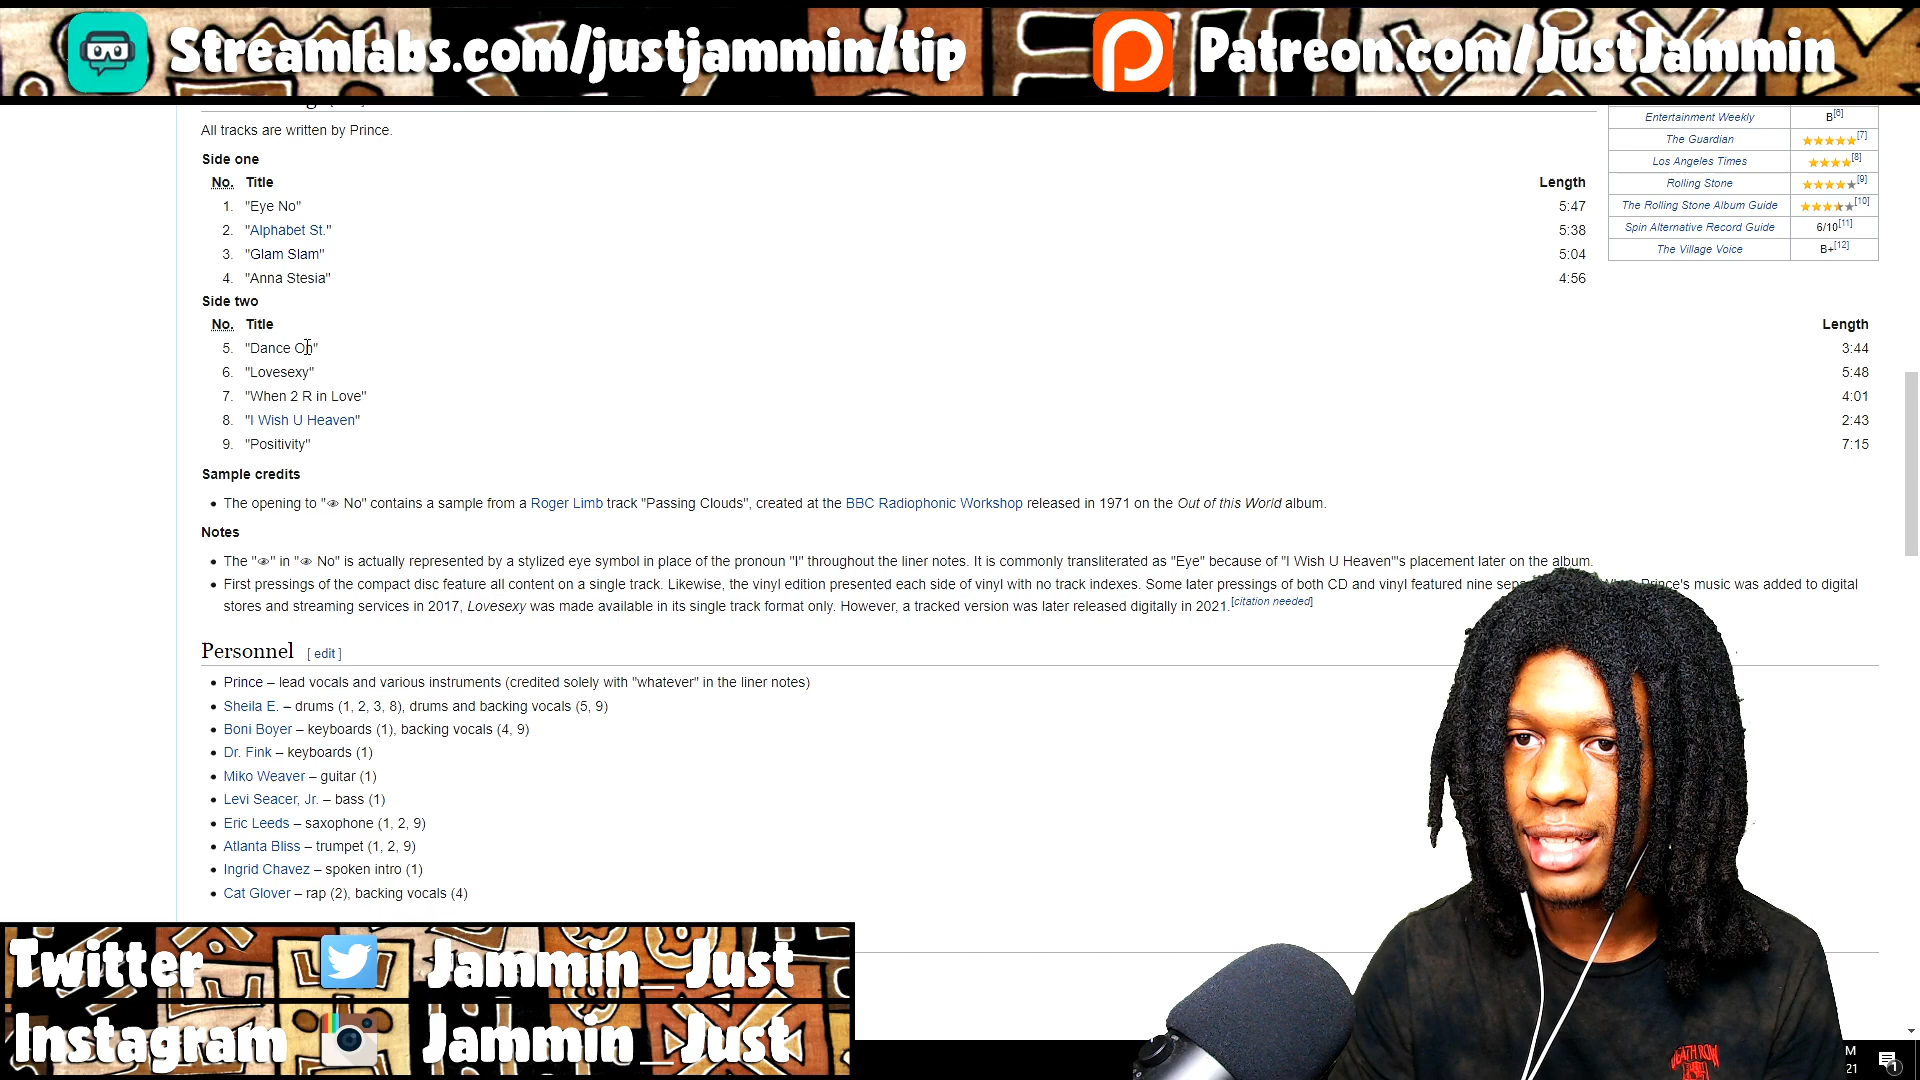 Streamlabs.com/justjammin/tip
Patreon.com/JustJammin
All tracks are written by Prince.
Side one
No. Title Length
1. "Eye No" 5:47
2. "Alphabet St." 5:38
3. "Glam Slam" 5:04
4. "Anna Stesia" 4:56
Entertainment Weekly B[6]
The Guardian [7]
Los Angeles Times [8]
Rolling Stone [9]
The Rolling Stone Album Guide [10]
Spin Alternative Record Guide 6/10[11]
The Village Voice B+[12]
Side two
No. Title Length
5. "Dance On" 3:44
6. "Lovesexy" 5:48
7. "When 2 R in Love" 4:01
8. "I Wish U Heaven" 2:43
9. "Positivity" 7:15
Sample credits
The opening to "👁 No" contains a sample from a Roger Limb track "Passing Clouds", created at the BBC Radiophonic Workshop released in 1971 on the Out of this World album.
Notes
The "👁" in "👁 No" is actually represented by a stylized eye symbol in place of the pronoun "I" throughout the liner notes. It is commonly transliterated as "Eye" because of "I Wish U Heaven"'s placement later on the album.
First pressings of the compact disc feature all content on a single track. Likewise, the vinyl edition presented each side of vinyl with no track indexes. Some later pressings of both CD and vinyl featured nine Prince's music was added to digital
stores and streaming services in 2017, Lovesexy was made available in its single track format only. However, a tracked version was later released digitally in 2021.[citation needed]
Personnel [ edit ]
Prince – lead vocals and various instruments (credited solely with "whatever" in the liner notes)
Sheila E. – drums (1, 2, 3, 8), drums and backing vocals (5, 9)
Boni Boyer – keyboards (1), backing vocals (4, 9)
Dr. Fink – keyboards (1)
Miko Weaver – guitar (1)
Levi Seacer, Jr. – bass (1)
Eric Leeds – saxophone (1, 2, 9)
Atlanta Bliss – trumpet (1, 2, 9)
Ingrid Chavez – spoken intro (1)
Cat Glover – rap (2), backing vocals (4)
Twitter Jammin_Just
Instagram Jammin_Just
DEATH ROW
M
21
1